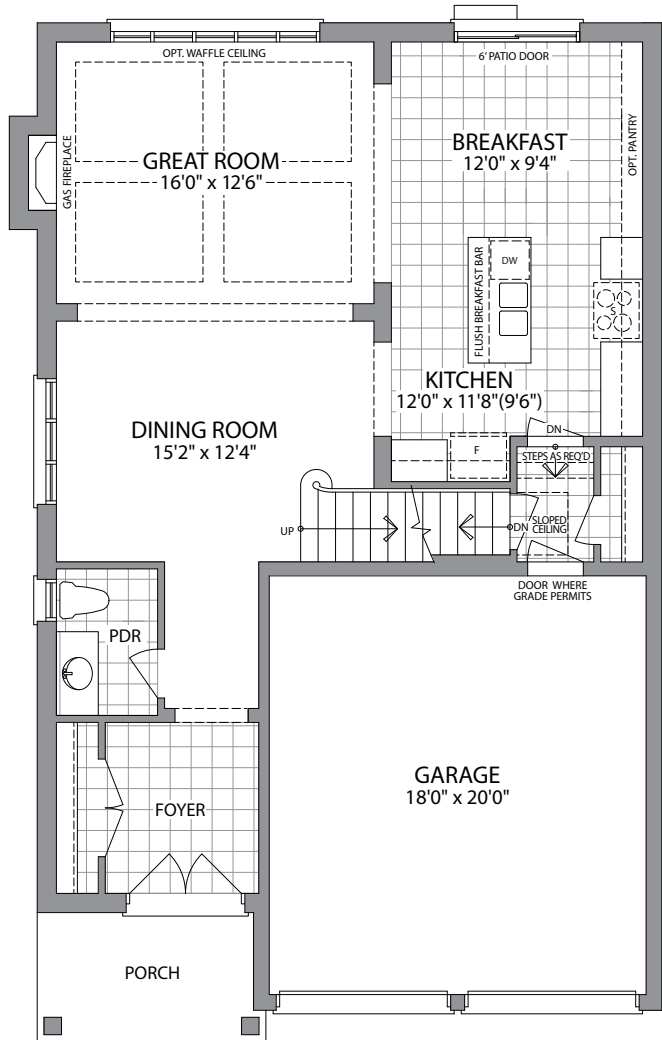 OPT. WAFFLE CEILING
6' PATIO DOOR
GAS FIREPLACE
GREAT ROOM
16'0" x 12'6"
BREAKFAST
12'0" x 9'4"
OPT. PANTRY
DW
FLUSH BREAKFAST BAR
S
KITCHEN
12'0" x 11'8"(9'6")
DINING ROOM
15'2" x 12'4"
F
DN
STEPS AS REQ'D
UP
DN
SLOPED
CEILING
DOOR WHERE
GRADE PERMITS
PDR
GARAGE
18'0" x 20'0"
FOYER
PORCH